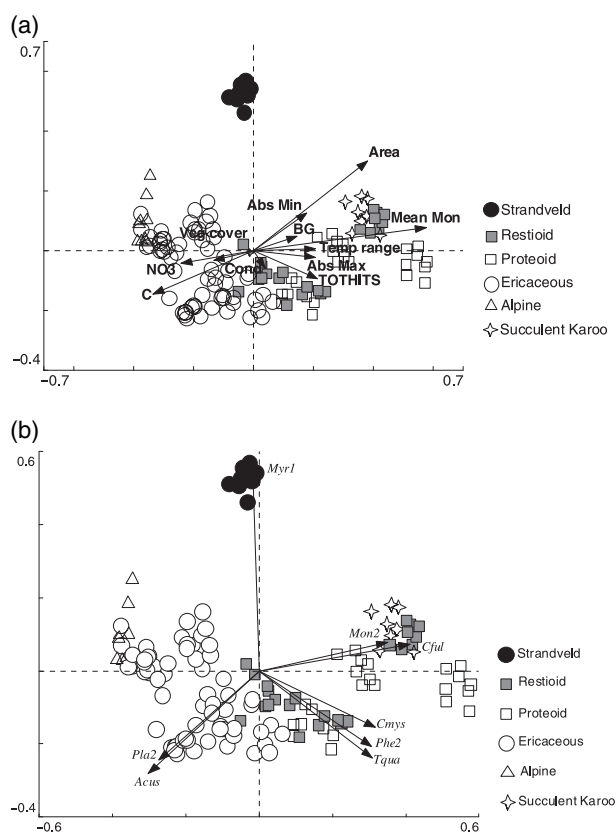 (a)
0.7
Area
Abs Min
Veg cover
BG
Mean Mon
Temp range
NO3
Cond
Abs Max
TOTHITS
C
−0.4
−0.7
0.7
Strandveld
Restioid
Proteoid
Ericaceous
Alpine
Succulent Karoo
(b)
0.6
Myr1
Mon2
Cful
Cmys
Phe2
Tqua
Pla2
Acus
−0.4
−0.6
0.6
Strandveld
Restioid
Proteoid
Ericaceous
Alpine
Succulent Karoo